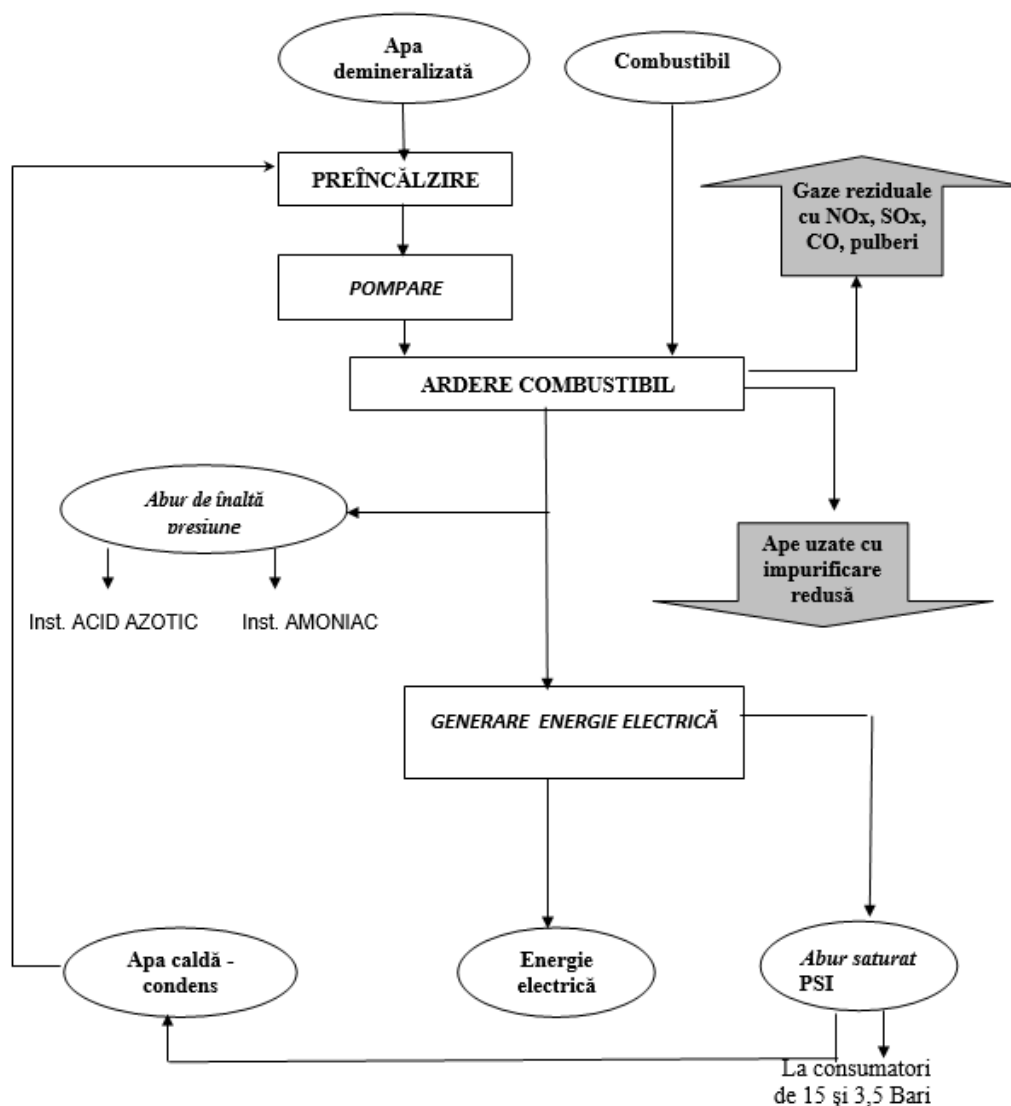 Apa
demineralizată
Combustibil
PREÎNCĂLZIRE
Gaze reziduale
cu NOx, SOx,
CO, pulberi
POMPARE
ARDERE COMBUSTIBIL
Abur de înaltă
presiune
Ape uzate cu
impurificare
redusă
Inst. ACID AZOTIC
Inst. AMONIAC
GENERARE ENERGIE ELECTRICĂ
Apa caldă -
condens
Energie
electrică
Abur saturat
PSI
La consumatori
de 15 şi 3,5 Bari